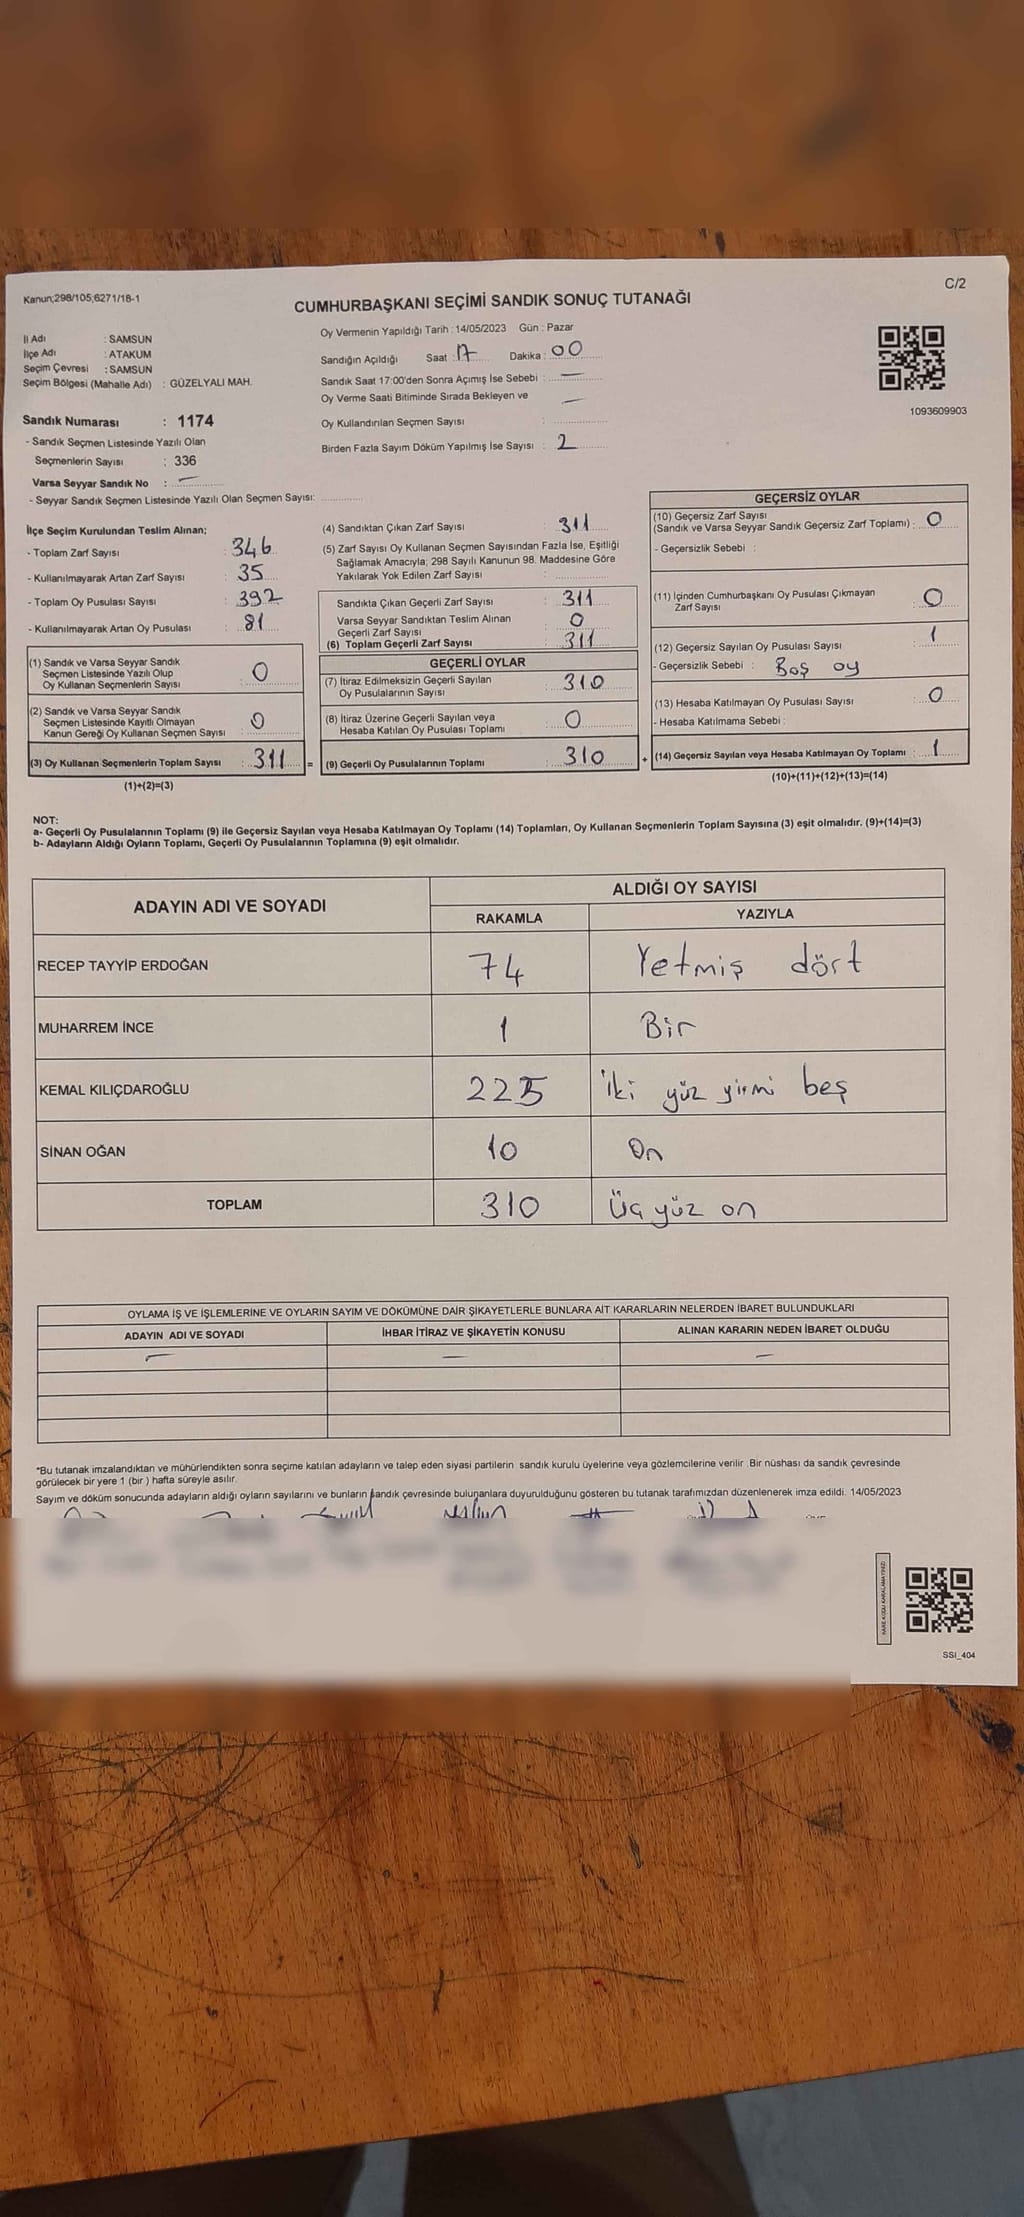 Kanun;298/105;6271/18-1
C/2
CUMHURBAŞKANI SEÇİMİ SANDIK SONUÇ TUTANAĞI
İl Adı : SAMSUN
İlçe Adı : ATAKUM
Seçim Çevresi : SAMSUN
Seçim Bölgesi (Mahalle Adı) : GÜZELYALI MAH.
Sandık Numarası : 1174
- Sandık Seçmen Listesinde Yazılı Olan
Seçmenlerin Sayısı : 336
Varsa Seyyar Sandık No : —
- Seyyar Sandık Seçmen Listesinde Yazılı Olan Seçmen Sayısı:
Oy Vermenin Yapıldığı Tarih : 14/05/2023 Gün : Pazar
Sandığın Açıldığı Saat : 17 Dakika : 00
Sandık Saat 17:00'den Sonra Açımış İse Sebebi : —
Oy Verme Saati Bitiminde Sırada Bekleyen ve —
Oy Kullandırılan Seçmen Sayısı :
Birden Fazla Sayım Döküm Yapılmış İse Sayısı : 2
1093609903
İlçe Seçim Kurulundan Teslim Alınan;
- Toplam Zarf Sayısı : 346
- Kullanılmayarak Artan Zarf Sayısı : 35
- Toplam Oy Pusulası Sayısı : 392
- Kullanılmayarak Artan Oy Pusulası : 81
(1) Sandık ve Varsa Seyyar Sandık
Seçmen Listesinde Yazılı Olup
Oy Kullanan Seçmenlerin Sayısı : 0
(2) Sandık ve Varsa Seyyar Sandık
Seçmen Listesinde Kayıtlı Olmayan
Kanun Gereği Oy Kullanan Seçmen Sayısı : 0
(3) Oy Kullanan Seçmenlerin Toplam Sayısı : 311 =
(1)+(2)=(3)
(4) Sandıktan Çıkan Zarf Sayısı : 311
(5) Zarf Sayısı Oy Kullanan Seçmen Sayısından Fazla İse, Eşitliği
Sağlamak Amacıyla; 298 Sayılı Kanunun 98. Maddesine Göre
Yakılarak Yok Edilen Zarf Sayısı :
Sandıkta Çıkan Geçerli Zarf Sayısı : 311
Varsa Seyyar Sandıktan Teslim Alınan
Geçerli Zarf Sayısı : 0
(6) Toplam Geçerli Zarf Sayısı : 311
GEÇERLİ OYLAR
(7) İtiraz Edilmeksizin Geçerli Sayılan
Oy Pusulalarının Sayısı : 310
(8) İtiraz Üzerine Geçerli Sayılan veya
Hesaba Katılan Oy Pusulası Toplamı : 0
(9) Geçerli Oy Pusulalarının Toplamı : 310 +
GEÇERSİZ OYLAR
(10) Geçersiz Zarf Sayısı
(Sandık ve Varsa Seyyar Sandık Geçersiz Zarf Toplamı) : 0
- Geçersizlik Sebebi :
(11) İçinden Cumhurbaşkanı Oy Pusulası Çıkmayan
Zarf Sayısı : 0
(12) Geçersiz Sayılan Oy Pusulası Sayısı : 1
- Geçersizlik Sebebi : Boş oy
(13) Hesaba Katılmayan Oy Pusulası Sayısı : 0
- Hesaba Katılmama Sebebi :
(14) Geçersiz Sayılan veya Hesaba Katılmayan Oy Toplamı : 1
(10)+(11)+(12)+(13)=(14)
NOT:
a- Geçerli Oy Pusulalarının Toplamı (9) ile Geçersiz Sayılan veya Hesaba Katılmayan Oy Toplamı (14) Toplamları, Oy Kullanan Seçmenlerin Toplam Sayısına (3) eşit olmalıdır. (9)+(14)=(3)
b- Adayların Aldığı Oyların Toplamı, Geçerli Oy Pusulalarının Toplamına (9) eşit olmalıdır.
ADAYIN ADI VE SOYADI ALDIĞI OY SAYISI
RAKAMLA YAZIYLA
RECEP TAYYİP ERDOĞAN 74 Yetmiş dört
MUHARREM İNCE 1 Bir
KEMAL KILIÇDAROĞLU 225 İki yüz yirmi beş
SİNAN OĞAN 10 On
TOPLAM 310 Üç yüz on
OYLAMA İŞ VE İŞLEMLERİNE VE OYLARIN SAYIM VE DÖKÜMÜNE DAİR ŞİKAYETLERLE BUNLARA AİT KARARLARIN NELERDEN İBARET BULUNDUKLARI
ADAYIN ADI VE SOYADI İHBAR İTİRAZ VE ŞİKAYETİN KONUSU ALINAN KARARIN NEDEN İBARET OLDUĞU
— — —
*Bu tutanak imzalandıktan ve mühürlendikten sonra seçime katılan adayların ve talep eden siyasi partilerin sandık kurulu üyelerine veya gözlemcilerine verilir .Bir nüshası da sandık çevresinde
görülecek bir yere 1 (bir ) hafta süreyle asılır.
Sayım ve döküm sonucunda adayların aldığı oyların sayılarını ve bunların sandık çevresinde bulunanlara duyurulduğunu gösteren bu tutanak tarafımızdan düzenlenerek imza edildi. 14/05/2023
SSI_404